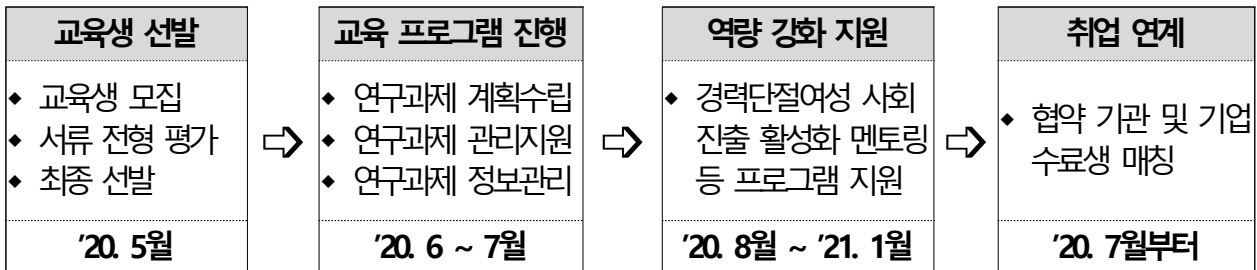 교육생 선발
◆ 교육생 모집
◆ 서류 전형 평가
◆ 최종 선발
'20. 5월
교육 프로그램 진행
◆ 연구과제 계획수립
◆ 연구과제 관리지원
◆ 연구과제 정보관리
'20. 6 ~ 7월
역량 강화 지원
◆ 경력단절여성 사회
진출 활성화 멘토링
등 프로그램 지원
'20. 8월 ~ '21. 1월
취업 연계
◆ 협약 기관 및 기업
수료생 매칭
'20. 7월부터